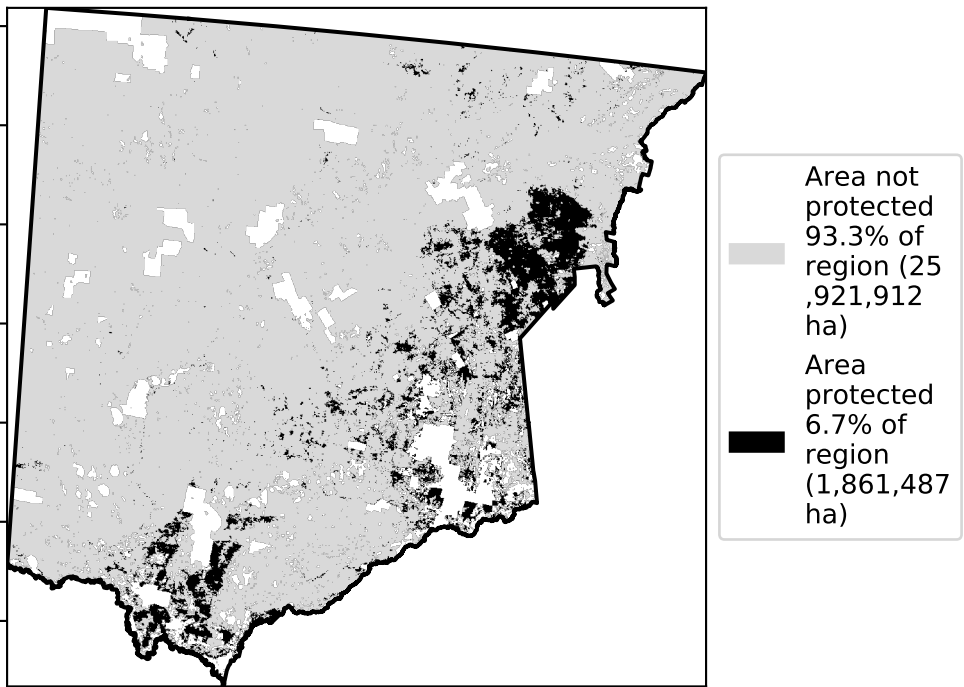 Area not
protected
93.3% of
region (25
,921,912
ha)
Area
protected
6.7% of
region
(1,861,487
ha)